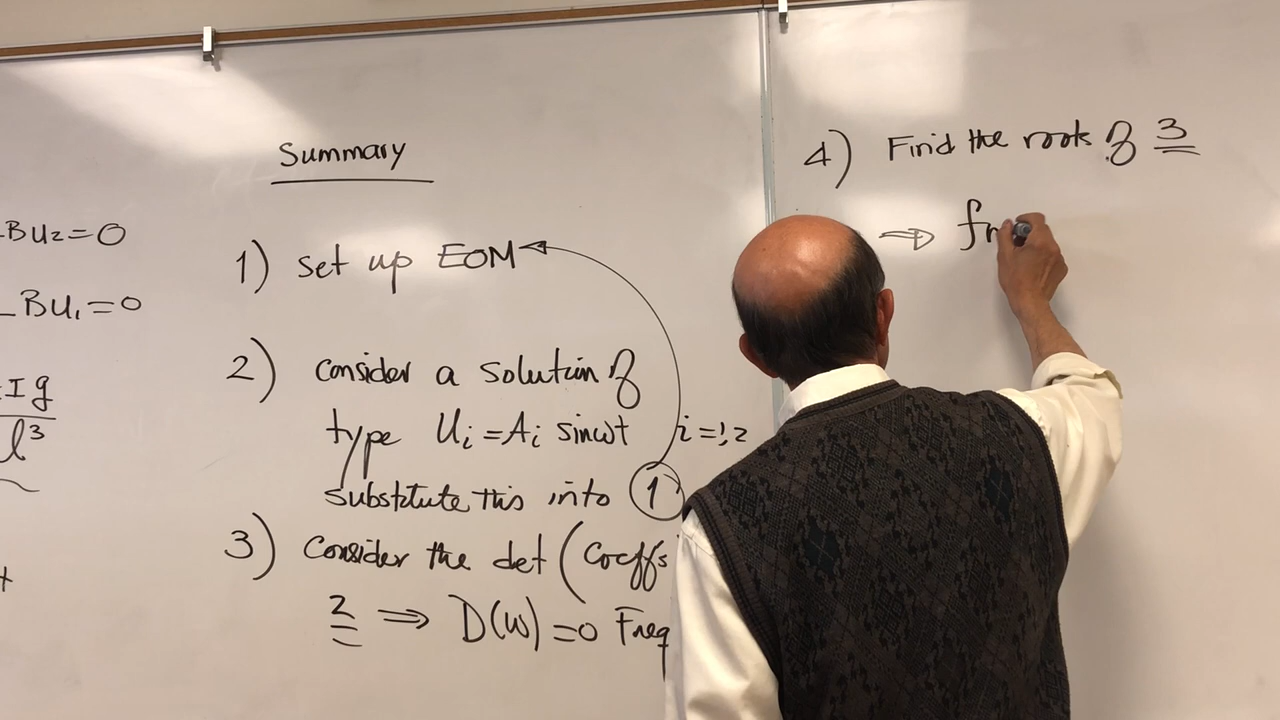 -BU₂=0
-BU₁=0
Ig
l³
Summary
1) set up EOM
2) consider a solution of
type Uᵢ=Aᵢ sinωt i=1,2
substitute this into ①
3) Consider the det (Coeffs
2 ⇒ D(ω)=0 Freq
4) Find the roots of 3
⇒ fr